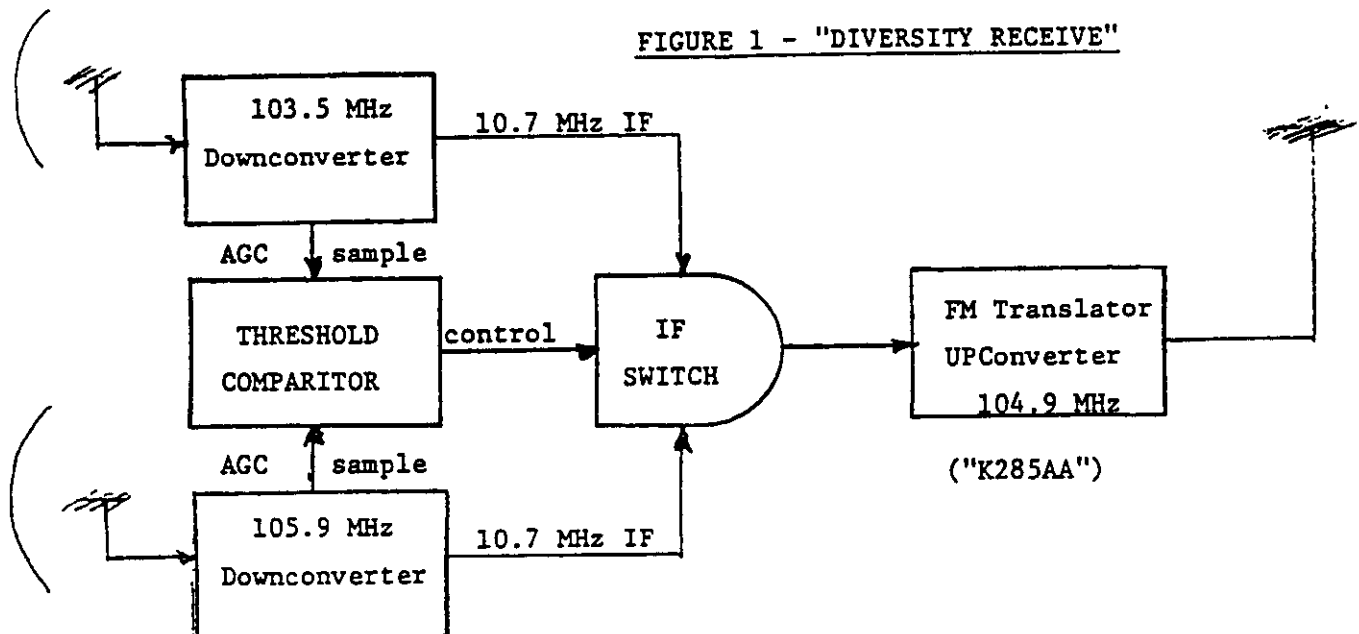 FIGURE 1 - "DIVERSITY RECEIVE"
103.5 MHz
Downconverter
10.7 MHz IF
AGC sample
THRESHOLD
COMPARITOR
control
IF
SWITCH
FM Translator
UPConverter
104.9 MHz
("K285AA")
AGC sample
105.9 MHz
Downconverter
10.7 MHz IF